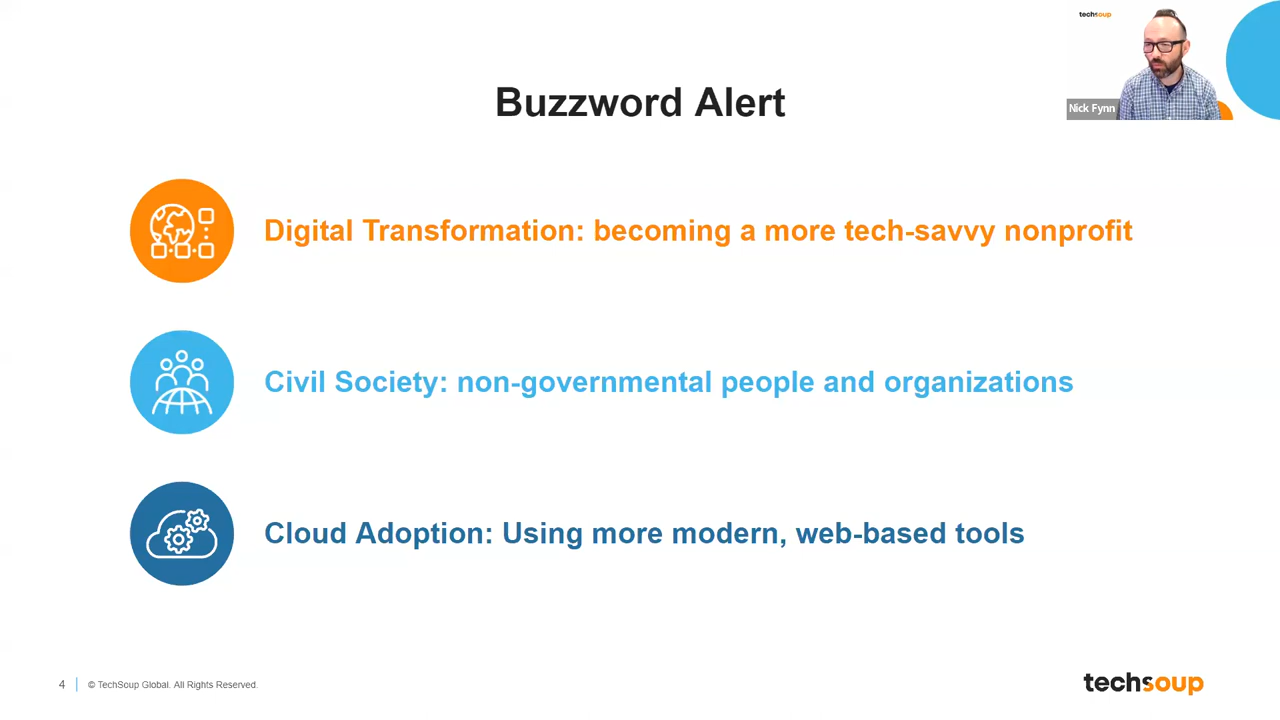 techsoup
Nick Fynn
Buzzword Alert
Digital Transformation: becoming a more tech-savvy nonprofit
Civil Society: non-governmental people and organizations
Cloud Adoption: Using more modern, web-based tools
4
© TechSoup Global. All Rights Reserved.
techsoup